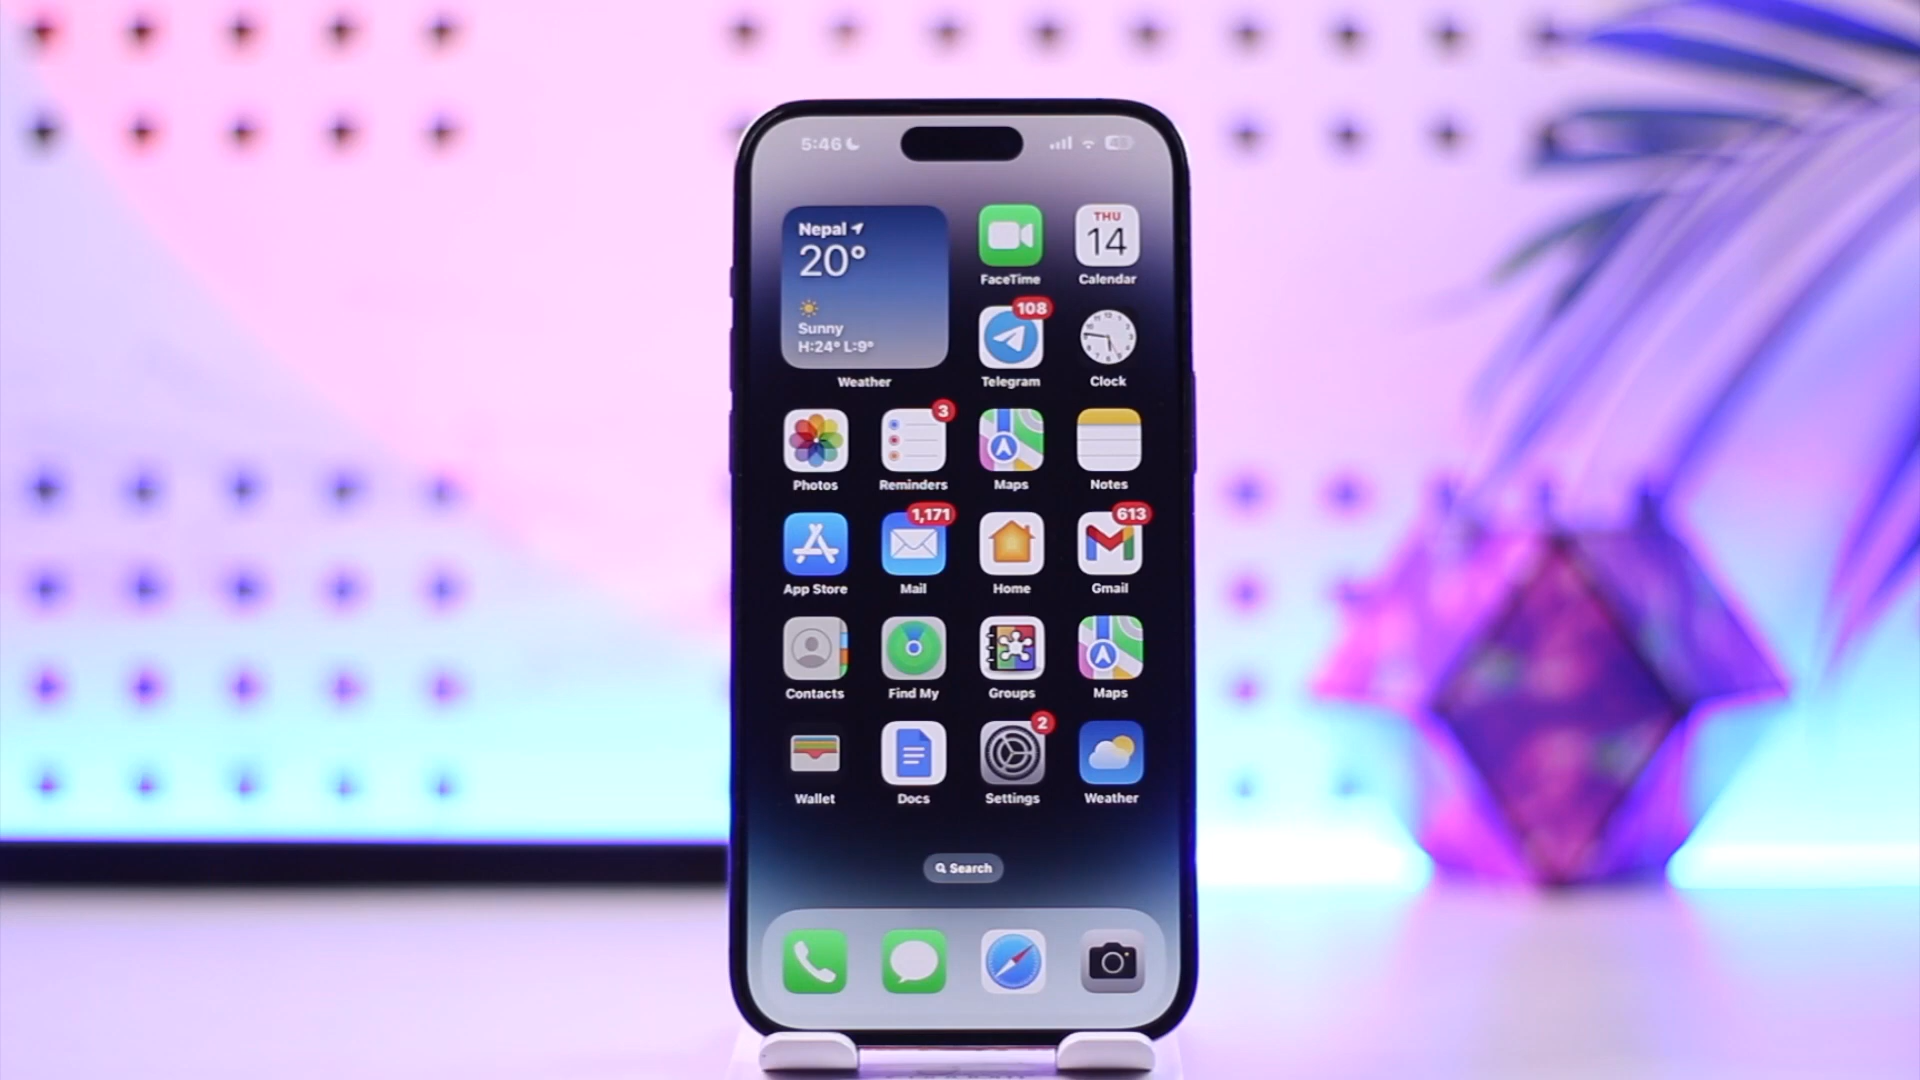 5:46
Nepal
20°
Sunny
H:24° L:9°
Weather
FaceTime
THU
14
Calendar
108
Telegram
Clock
Photos
3
Reminders
Maps
Notes
App Store
1,171
Mail
Home
613
Gmail
Contacts
Find My
Groups
Maps
Wallet
Docs
2
Settings
Weather
Search